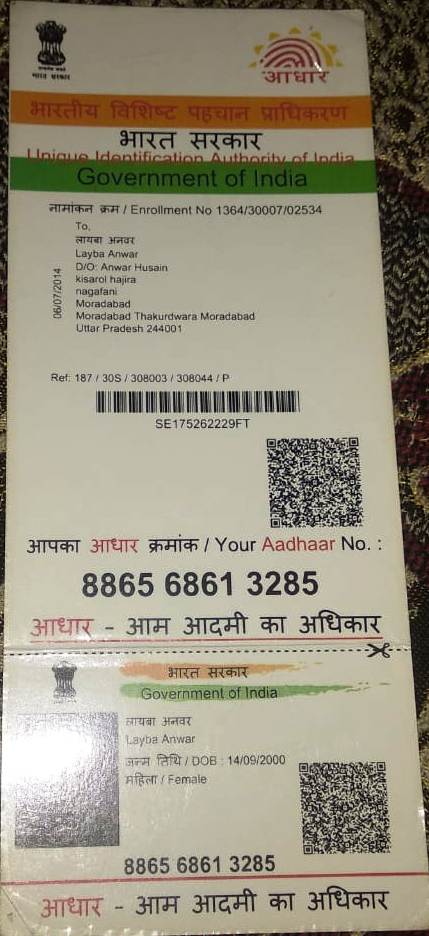 भारत सरकार
आधार
भारतीय विशिष्ट पहचान प्राधिकरण
भारत सरकार
Unique Identification Authority of India
Government of India
नामांकन क्रम / Enrollment No 1364/30007/02534
To,
लायबा अनवर
Layba Anwar
D/O: Anwar Husain
kisarol hajira
nagafani
Moradabad
Moradabad Thakurdwara Moradabad
Uttar Pradesh 244001
06/07/2014
Ref: 187 / 30S / 308003 / 308044 / P
SE175262229FT
आपका आधार क्रमांक / Your Aadhaar No. :
8865 6861 3285
आधार - आम आदमी का अधिकार
भारत सरकार
Government of India
लायबा अनवर
Layba Anwar
जन्म तिथि / DOB : 14/09/2000
महिला / Female
8865 6861 3285
आधार - आम आदमी का अधिकार